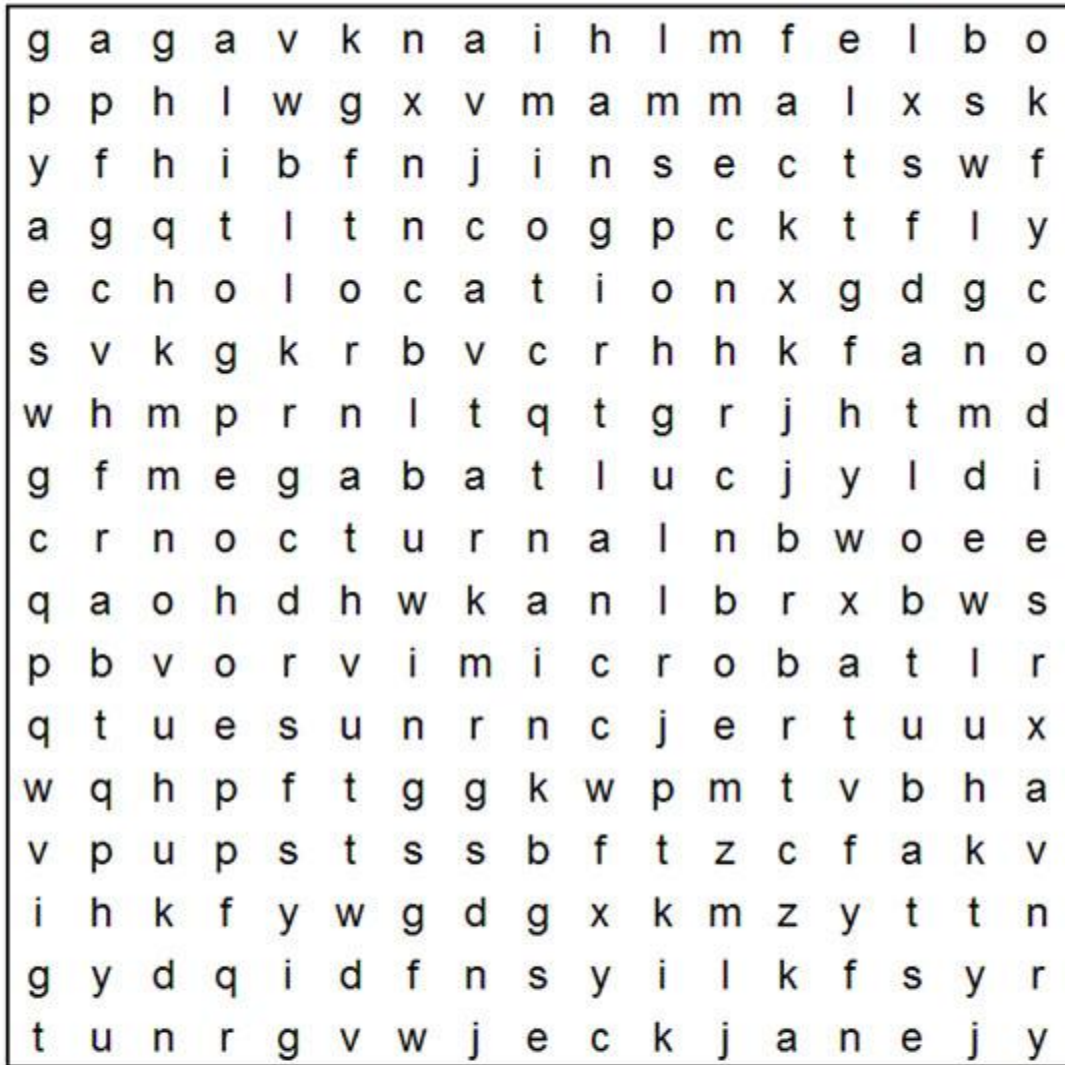 g a g a v k n a i h l m f e l b o
p p h l w g x v m a m m a l x s k
y f h i b f n j i n s e c t s w f
a g q t l t n c o g p c k t f l y
e c h o l o c a t i o n x g d g c
s v k g k r b v c r h h k f a n o
w h m p r n l t q t g r j h t m d
g f m e g a b a t l u c j y l d i
c r n o c t u r n a l n b w o e e
q a o h d h w k a n l b r x b w s
p b v o r v i m i c r o b a t l r
q t u e s u n r n c j e r t u u x
w q h p f t g g k w p m t v b h a
v p u p s t s s b f t z c f a k v
i h k f y w g d g x k m z y t t n
g y d q i d f n s y i l k f s y r
t u n r g v w j e c k j a n e j y